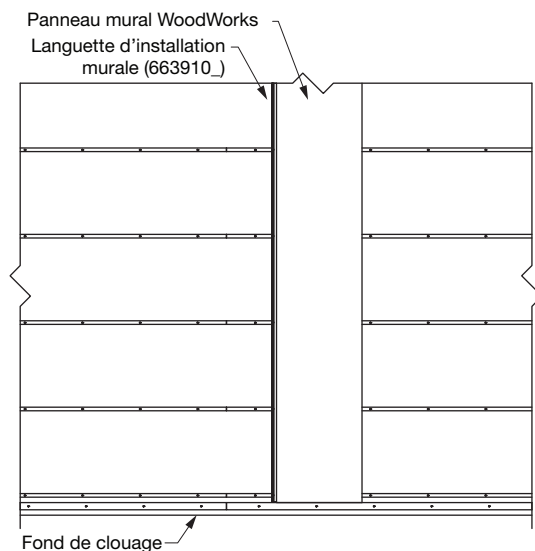 Panneau mural WoodWorks
Languette d’installation
murale (663910_)
Fond de clouage